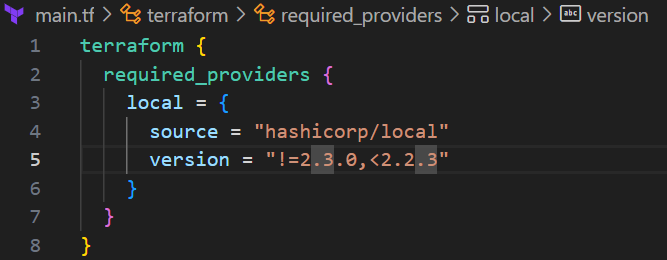 main.tf > terraform > required_providers > local > abc version
1 terraform {
2   required_providers {
3     local = {
4       source = "hashicorp/local"
5       version = "!=2.3.0,<2.2.3"
6     }
7   }
8 }